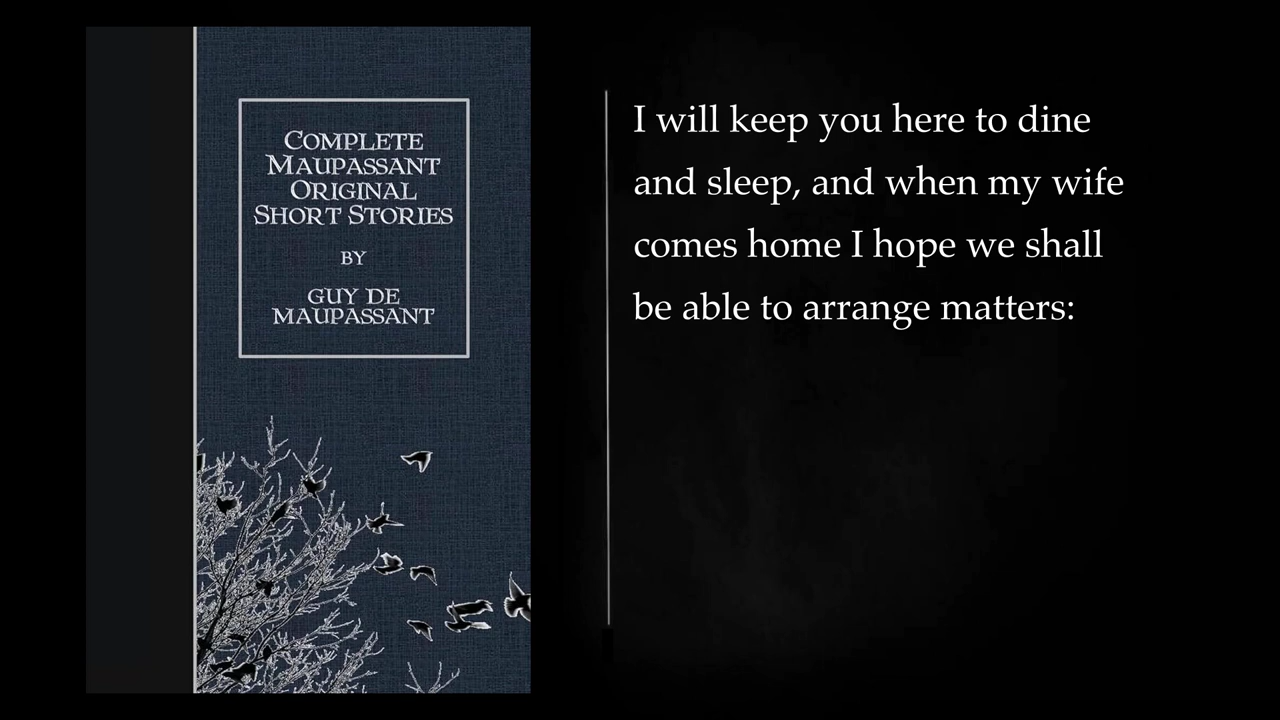 COMPLETE
MAUPASSANT
ORIGINAL
SHORT STORIES
BY
GUY DE
MAUPASSANT
I will keep you here to dine
and sleep, and when my wife
comes home I hope we shall
be able to arrange matters: